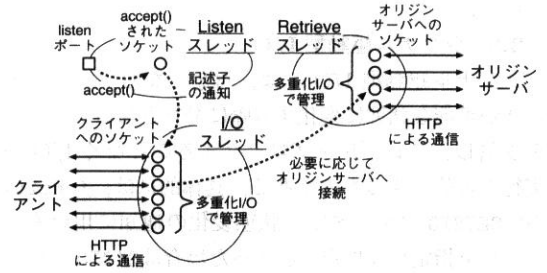 listen
ポート
accept()
された
ソケット
Listen
スレッド
accept()
記述子
の通知
Retrieve
スレッド
オリジン
サーバへの
ソケット
多重化I/O
で管理
オリジン
サーバ
HTTP
による通信
クライアント
へのソケット
I/O
スレッド
必要に応じて
オリジンサーバへ
接続
クライ
アント
多重化I/O
で管理
HTTP
による通信